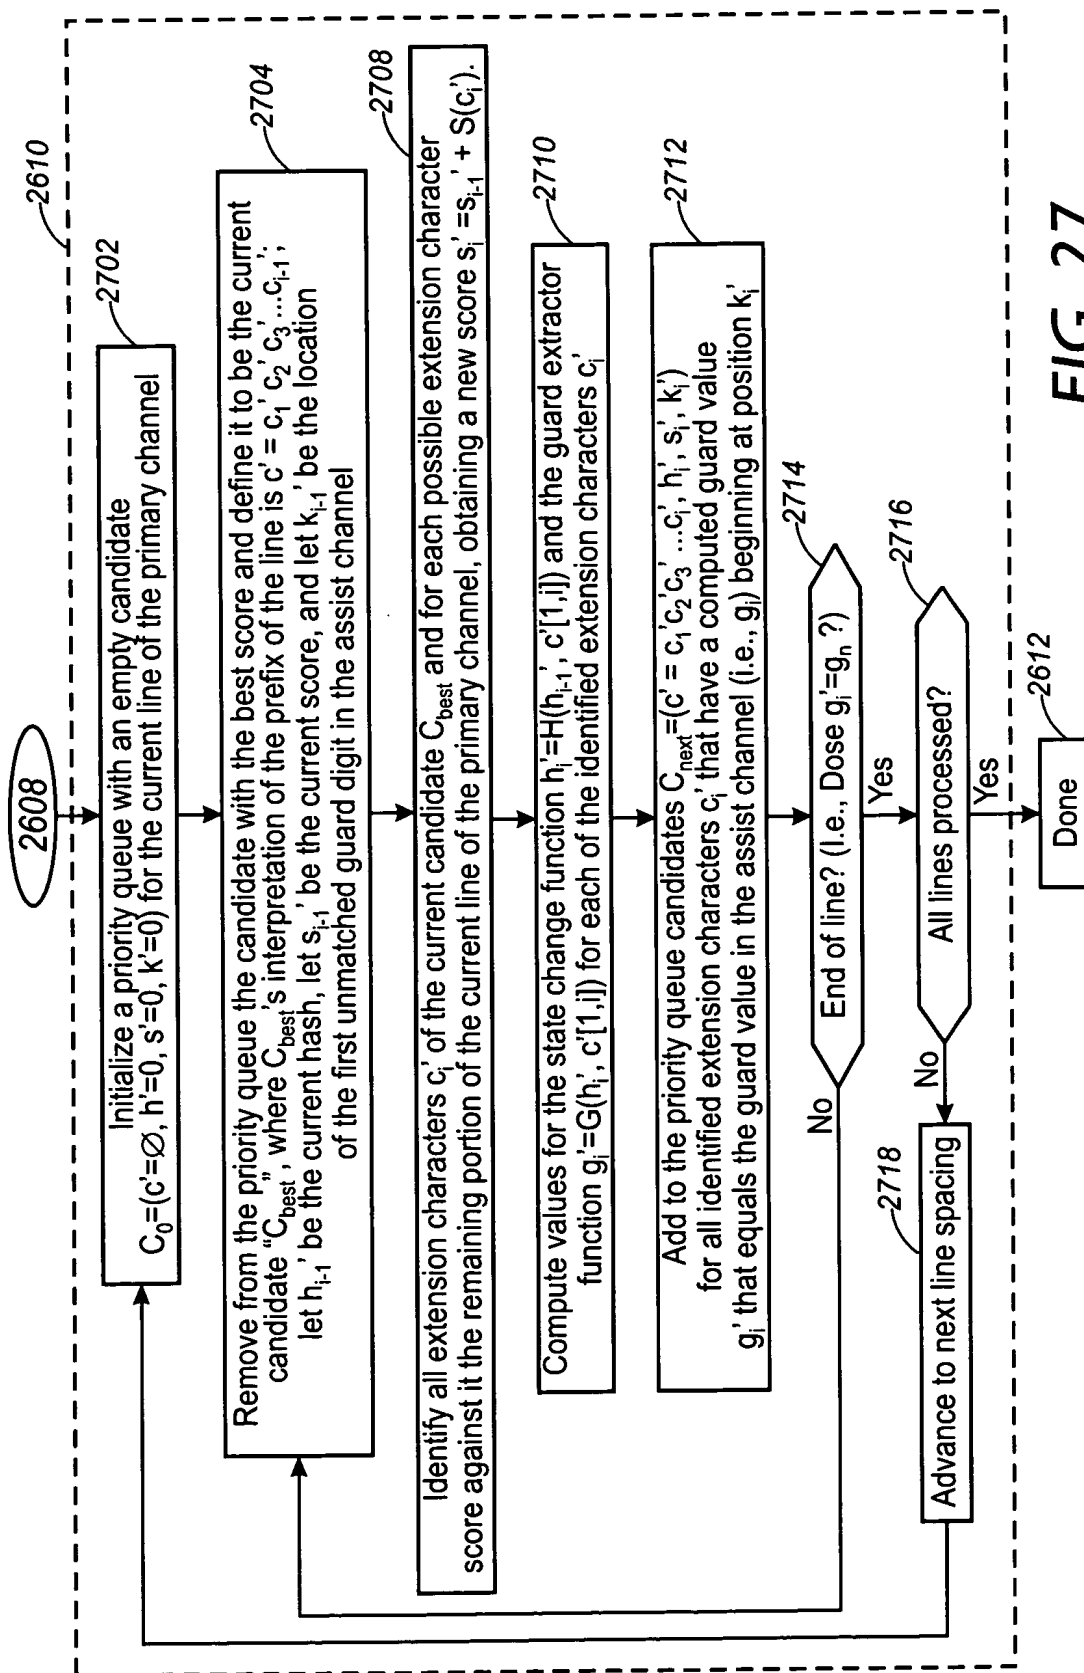 2608
2610
2702
Initialize a priority queue with an empty candidate
C0=(c'=∅, h'=0, s'=0, k'=0) for the current line of the primary channel
2704
Remove from the priority queue the candidate with the best score and define it to be the current
candidate "Cbest", where Cbest's interpretation of the prefix of the line is c' = c1' c2' c3'...ci-1';
let hi-1' be the current hash, let si-1' be the current score, and let ki-1' be the location
of the first unmatched guard digit in the assist channel
2708
Identify all extension characters ci' of the current candidate Cbest and for each possible extension character
score against it the remaining portion of the current line of the primary channel, obtaining a new score si'=si-1' + S(ci').
2710
Compute values for the state change function hi'=H(hi-1', c'[1,i]) and the guard extractor
function gi'=G(hi', c'[1,i]) for each of the identified extension characters ci'
2712
Add to the priority queue candidates Cnext=(c' = c1'c2'c3'...ci', hi', si', ki')
for all identified extension characters ci' that have a computed guard value
gi' that equals the guard value in the assist channel (i.e., gi) beginning at position ki'
2714
End of line? (I.e., Dose gi'=gn ?)
No
Yes
2716
All lines processed?
No
Yes
2718
Advance to next line spacing
2612
Done
FIG. 27